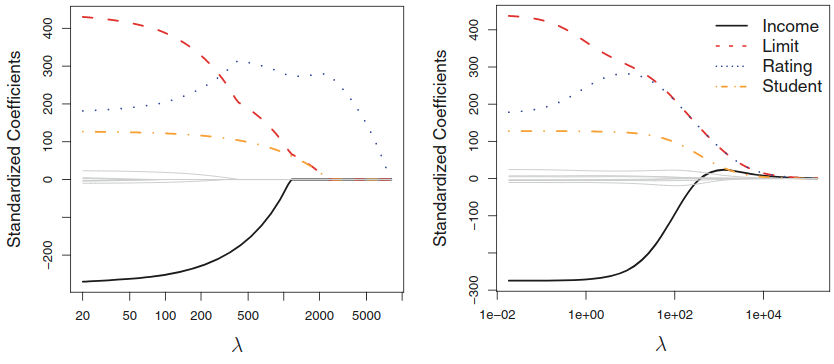 Standardized Coefficients
400
300
200
100
0
−200
20 50 100 200 500 2000 5000
λ
Standardized Coefficients
400
300
200
100
0
−100
−300
1e−02 1e+00 1e+02 1e+04
λ
Income
Limit
Rating
Student